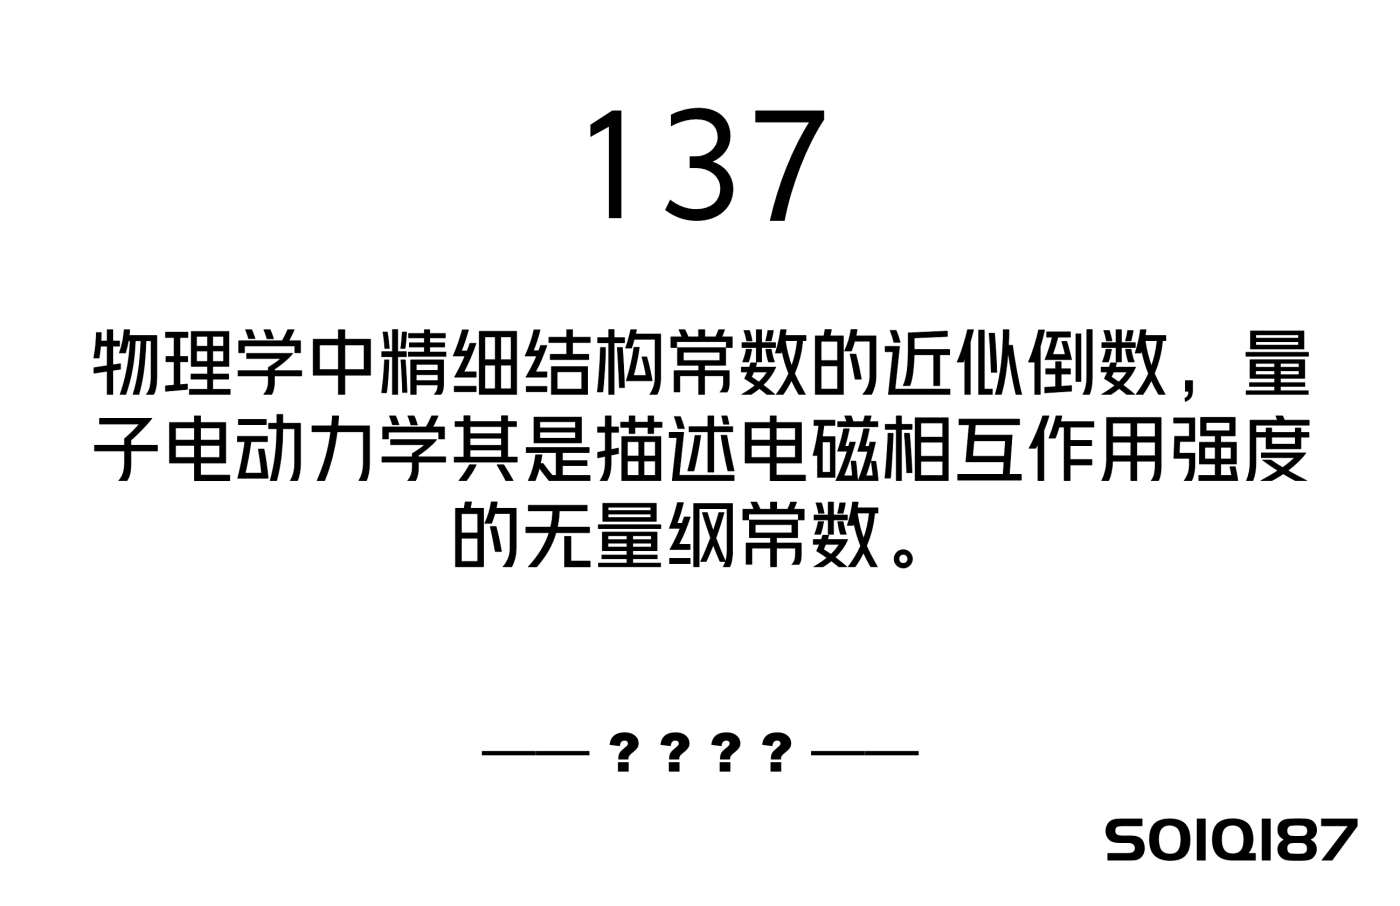 137
物理学中精细结构常数的近似倒数，量
子电动力学其是描述电磁相互作用强度
的无量纲常数。
——？？？？——
SOIQI87